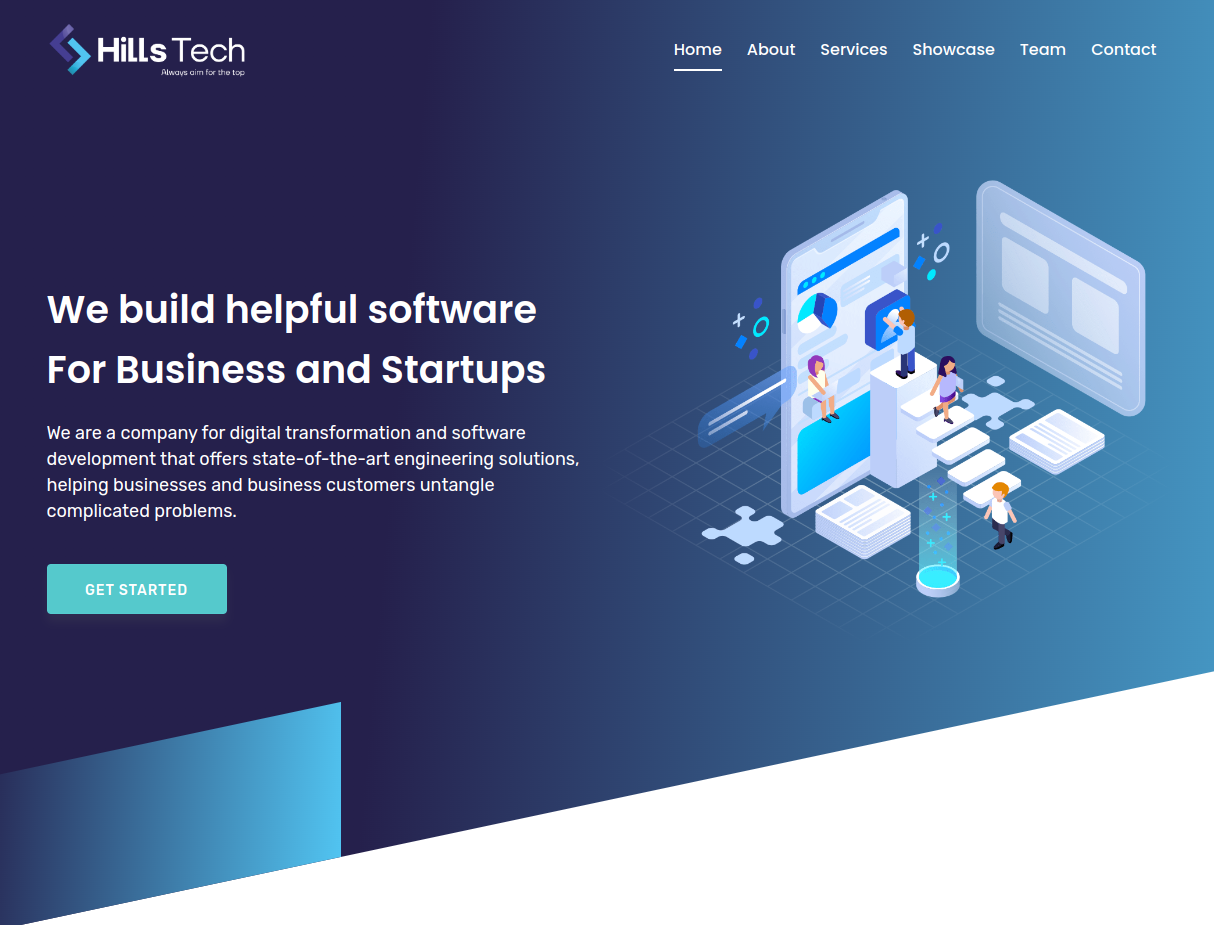 Hills Tech
Always aim for the top
Home About Services Showcase Team Contact
We build helpful software
For Business and Startups
We are a company for digital transformation and software
development that offers state-of-the-art engineering solutions,
helping businesses and business customers untangle
complicated problems.
GET STARTED